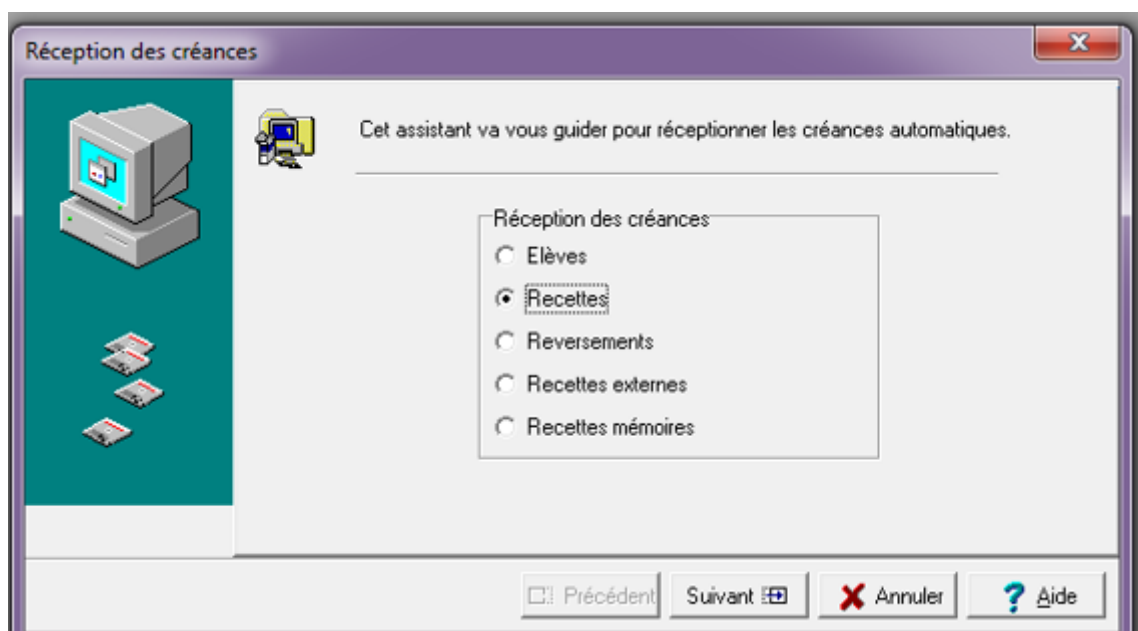 Réception des créances
Cet assistant va vous guider pour réceptionner les créances automatiques.
Réception des créances
Elèves
Recettes
Reversements
Recettes externes
Recettes mémoires
Précédent
Suivant
Annuler
Aide